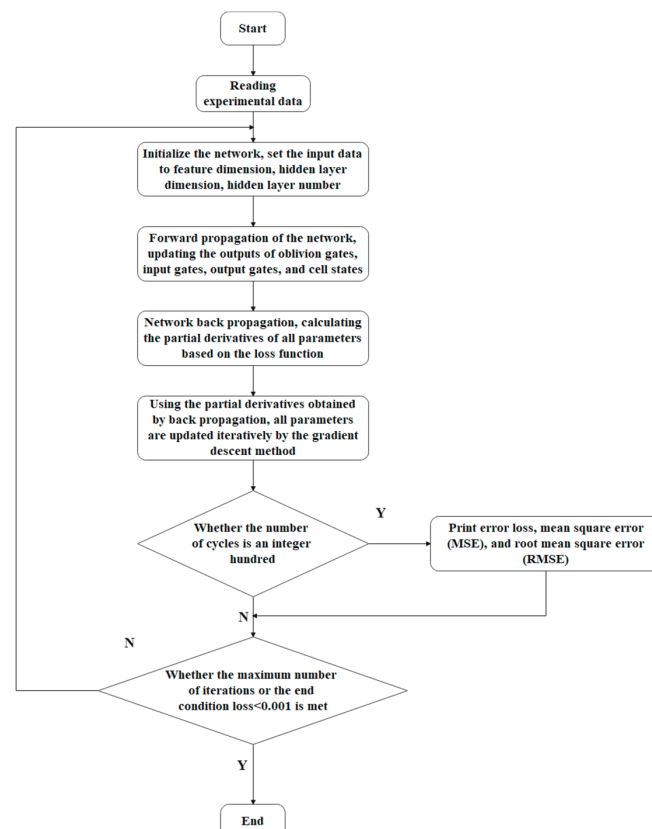 Start
Reading
experimental data
Initialize the network, set the input data
to feature dimension, hidden layer
dimension, hidden layer number
Forward propagation of the network,
updating the outputs of oblivion gates,
input gates, output gates, and cell states
Network back propagation, calculating
the partial derivatives of all parameters
based on the loss function
Using the partial derivatives obtained
by back propagation, all parameters
are updated iteratively by the gradient
descent method
Whether the number
of cycles is an integer
hundred
Y
Print error loss, mean square error
(MSE), and root mean square error
(RMSE)
N
N
Whether the maximum number
of iterations or the end
condition loss<0.001 is met
Y
End